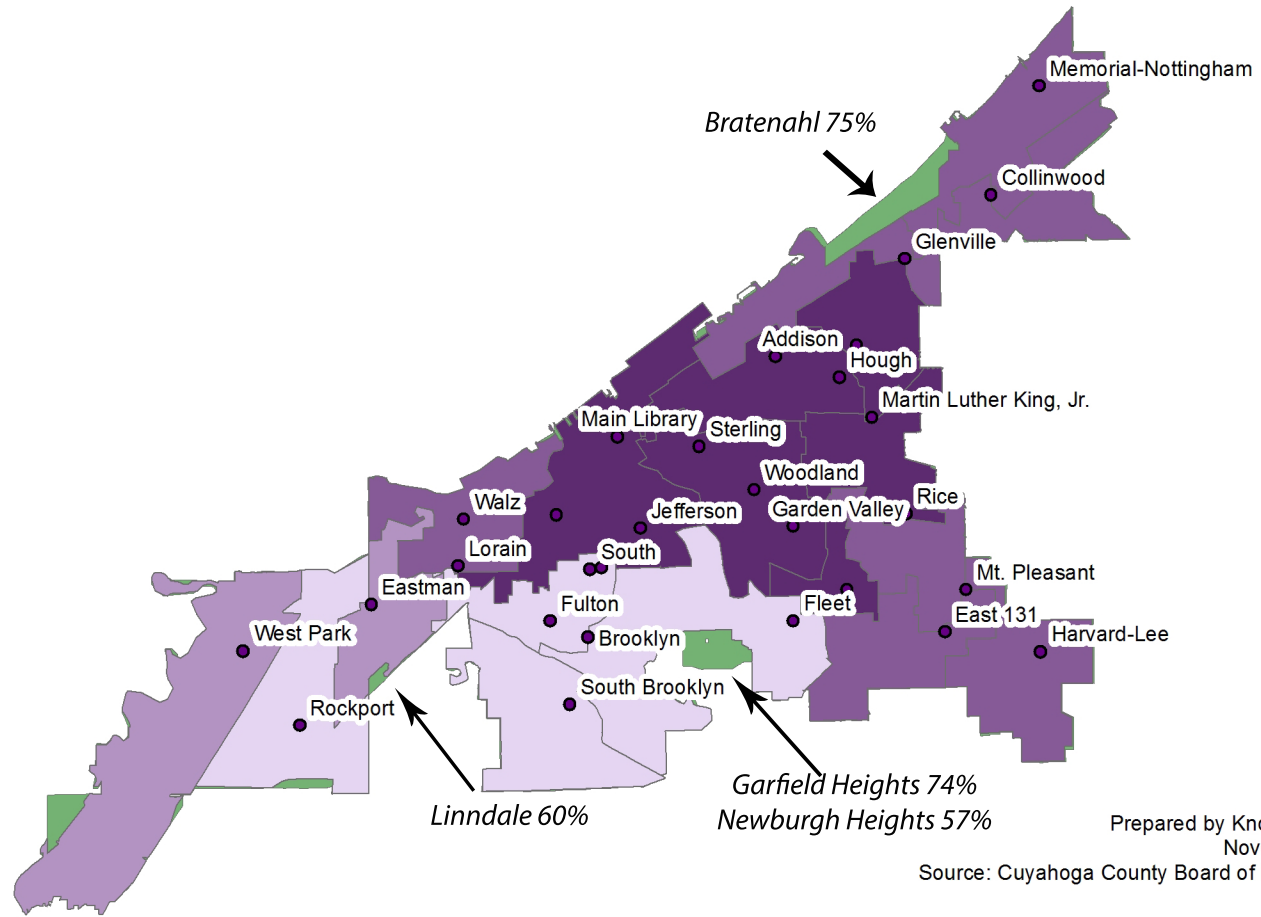 Memorial-Nottingham
Bratenahl 75%
Collinwood
Glenville
Addison
Hough
Martin Luther King, Jr.
Main Library
Sterling
Woodland
Walz
Rice
Jefferson
Garden Valley
Lorain
South
Mt. Pleasant
Eastman
Fulton
Fleet
East 131
West Park
Brooklyn
Harvard-Lee
South Brooklyn
Rockport
Garfield Heights 74%
Linndale 60%
Newburgh Heights 57%
Prepared by Kno
Nov
Source: Cuyahoga County Board of